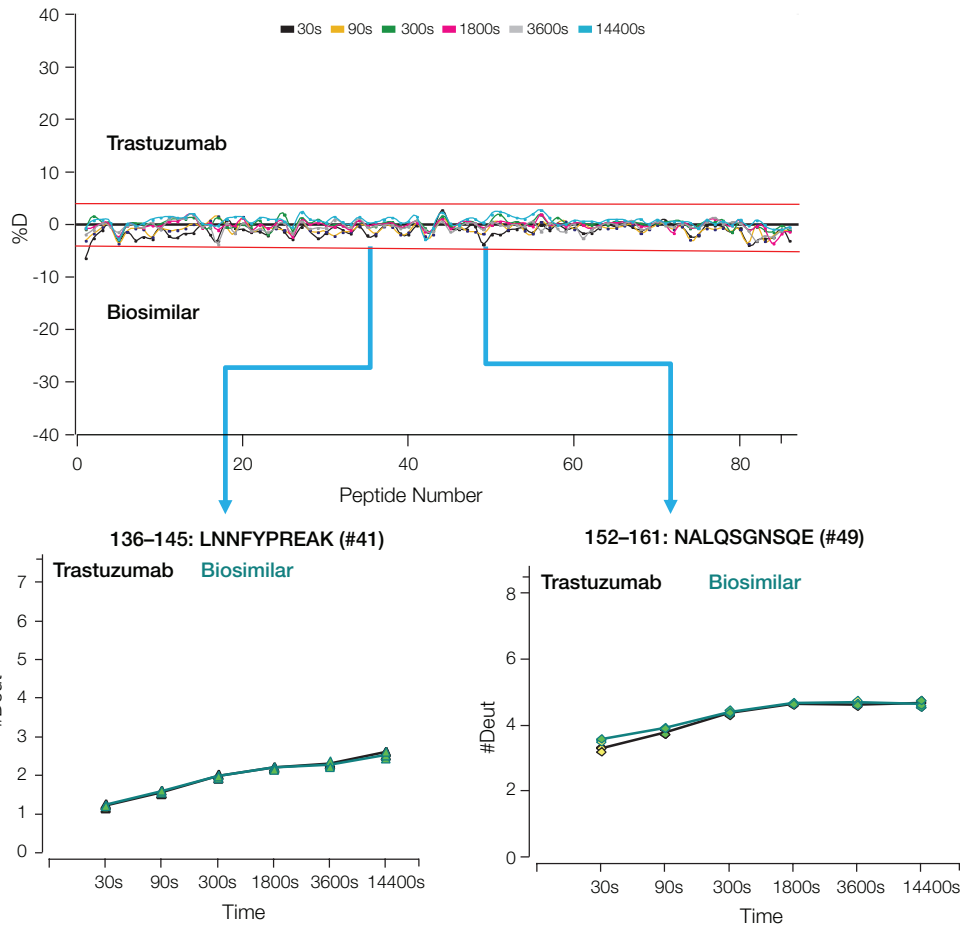 40
30
20
10
0
-10
-20
-30
-40
%D
30s 90s 300s 1800s 3600s 14400s
Trastuzumab
Biosimilar
0 20 40 60 80
Peptide Number
136–145: LNNFYPREAK (#41)
Trastuzumab Biosimilar
7
6
5
4
3
2
1
0
30s 90s 300s 1800s 3600s 14400s
Time
152–161: NALQSGNSQE (#49)
Trastuzumab Biosimilar
8
6
4
2
0
#Deut
30s 90s 300s 1800s 3600s 14400s
Time